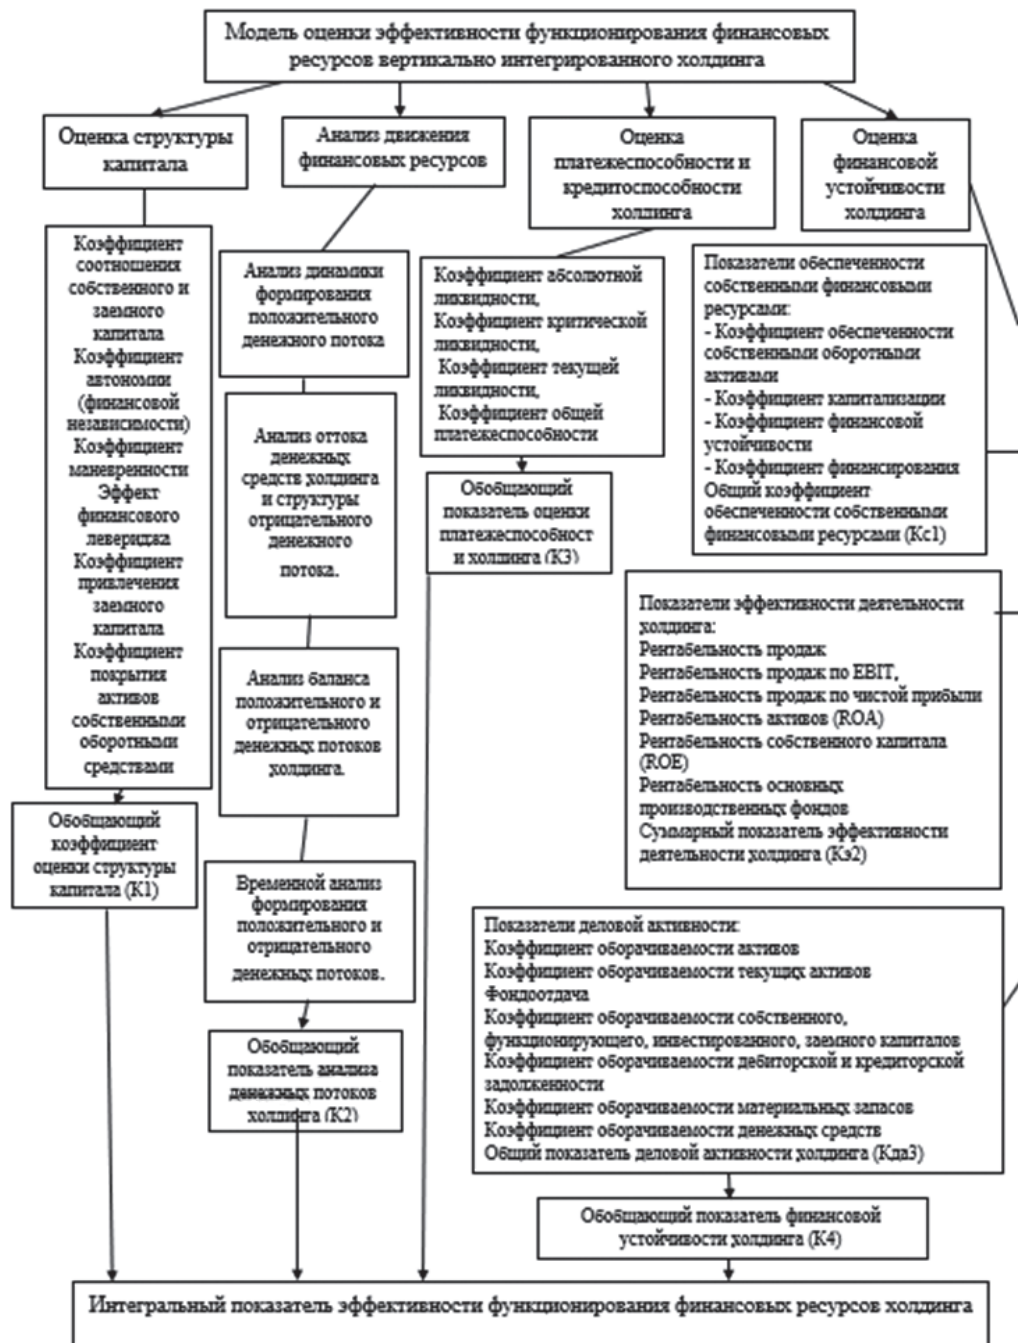 Модель оценки эффективности функционирования финансовых
ресурсов вертикально интегрированного холдинга
Оценка структуры
капитала
Анализ движения
финансовых ресурсов
Оценка
платежеспособности и
кредитоспособности
холдинга
Оценка
финансовой
устойчивости
холдинга
Коэффициент
соотношения
собственного и
заемного
капитала
Коэффициент
автономии
(финансовой
независимости)
Коэффициент
маневренности
Эффект
финансового
левериджа
Коэффициент
привлечения
заемного
капитала
Коэффициент
покрытия
активов
собственными
оборотными
средствами
Обобщающий
коэффициент
оценки структуры
капитала (К1)
Анализ динамики
формирования
положительного
денежного потока
Анализ оттока
денежных
средств холдинга
и структуры
отрицательного
денежного
потока.
Анализ баланса
положительного и
отрицательного
денежных потоков
холдинга.
Временной анализ
формирования
положительного и
отрицательного
денежных потоков.
Обобщающий
показатель анализа
денежных потоков
холдинга (К2)
Коэффициент абсолютной
ликвидности,
Коэффициент критической
ликвидности,
Коэффициент текущей
ликвидности,
Коэффициент общей
платежеспособности
Обобщающий
показатель оценки
платежеспособност
и холдинга (К3)
Показатели обеспеченности
собственными финансовыми
ресурсами:
- Коэффициент обеспеченности
собственными оборотными
активами
- Коэффициент капитализации
- Коэффициент финансовой
устойчивости
- Коэффициент финансирования
Общий коэффициент
обеспеченности собственными
финансовыми ресурсами (Кс1)
Показатели эффективности деятельности
холдинга:
Рентабельность продаж
Рентабельность продаж по EBIT,
Рентабельность продаж по чистой прибыли
Рентабельность активов (ROA)
Рентабельность собственного капитала
(ROE)
Рентабельность основных
производственных фондов
Суммарный показатель эффективности
деятельности холдинга (Кэ2)
Показатели деловой активности:
Коэффициент оборачиваемости активов
Коэффициент оборачиваемости текущих активов
Фондоотдача
Коэффициент оборачиваемости собственного,
функционирующего, инвестированного, заемного капиталов
Коэффициент оборачиваемости дебиторской и кредиторской
задолженности
Коэффициент оборачиваемости материальных запасов
Коэффициент оборачиваемости денежных средств
Общий показатель деловой активности холдинга (Кда3)
Обобщающий показатель финансовой
устойчивости холдинга (К4)
Интегральный показатель эффективности функционирования финансовых ресурсов холдинга